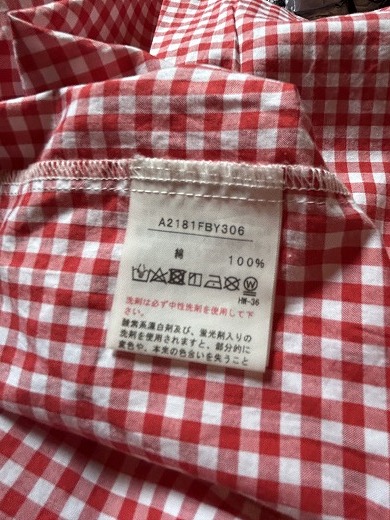 A2181FBY306
綿 100%
W
HW-36
洗剤は必ず中性洗剤を使用して下
さい。
酸素系漂白剤及び、蛍光剤入りの
洗剤を使用されますと、部分的に
変色や、本来の色合いを失うこと